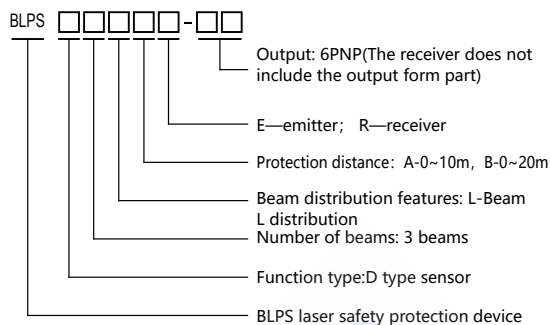 BLPS □□□□□-□□
Output: 6PNP(The receiver does not
include the output form part)
E—emitter; R—receiver
Protection distance: A-0~10m, B-0~20m
Beam distribution features: L-Beam
L distribution
Number of beams: 3 beams
Function type:D type sensor
BLPS laser safety protection device